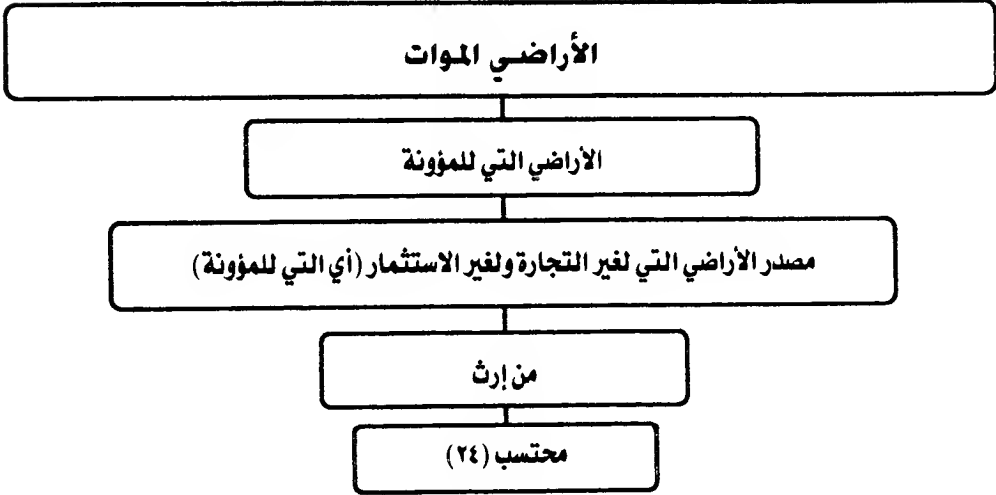 الأراضي الموات
الأراضي التي للمؤونة
مصدر الأراضي التي لغير التجارة ولغير الاستثمار (أي التي للمؤونة)
من إرث
محتسب (٢٤)